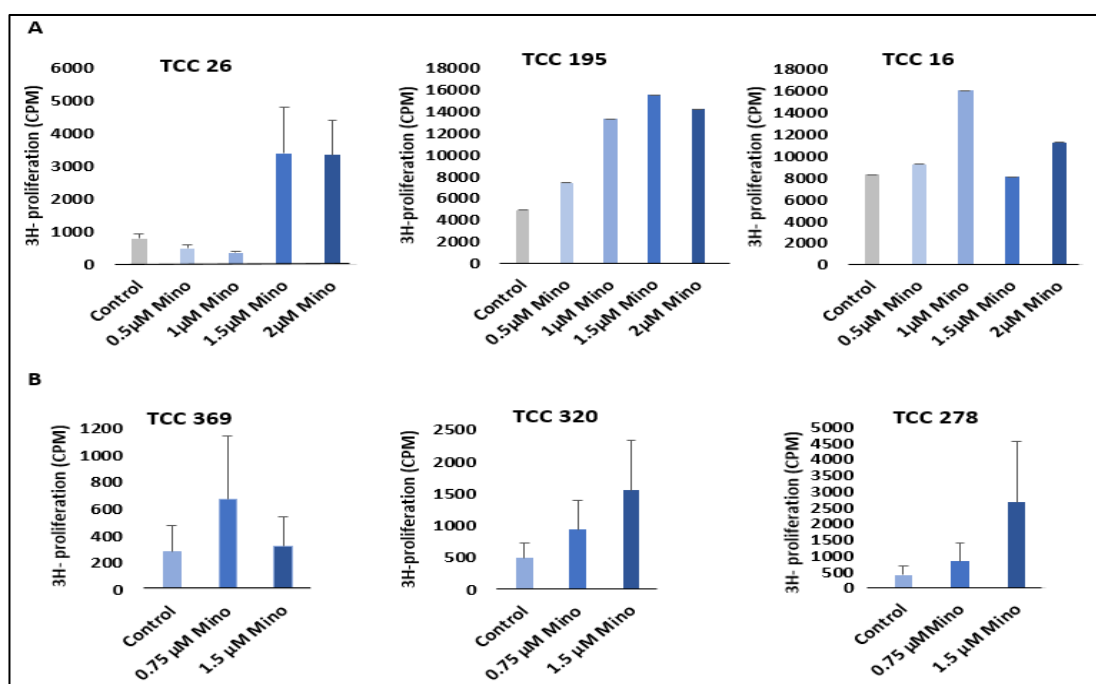 A
TCC 26
3H- proliferation (CPM)
6000
5000
4000
3000
2000
1000
0
Control
0.5µM Mino
1µM Mino
1.5µM Mino
2µM Mino
TCC 195
3H-proliferation (CPM)
18000
16000
14000
12000
10000
8000
6000
4000
2000
0
Control
0.5µM Mino
1µM Mino
1.5µM Mino
2µM Mino
TCC 16
3H- proliferation (CPM)
18000
16000
14000
12000
10000
8000
6000
4000
2000
0
Control
0.5µM Mino
1µM Mino
1.5µM Mino
2µM Mino
B
TCC 369
3H- proliferation (CPM)
1200
1000
800
600
400
200
0
Control
0.75 µM Mino
1.5 µM Mino
TCC 320
3H-proliferation (CPM)
2500
2000
1500
1000
500
0
Control
0.75 µM Mino
1.5 µM Mino
TCC 278
3H- proliferation (CPM)
5000
4500
4000
3500
3000
2500
2000
1500
1000
500
0
Control
0.75 µMMino
1.5 µM Mino